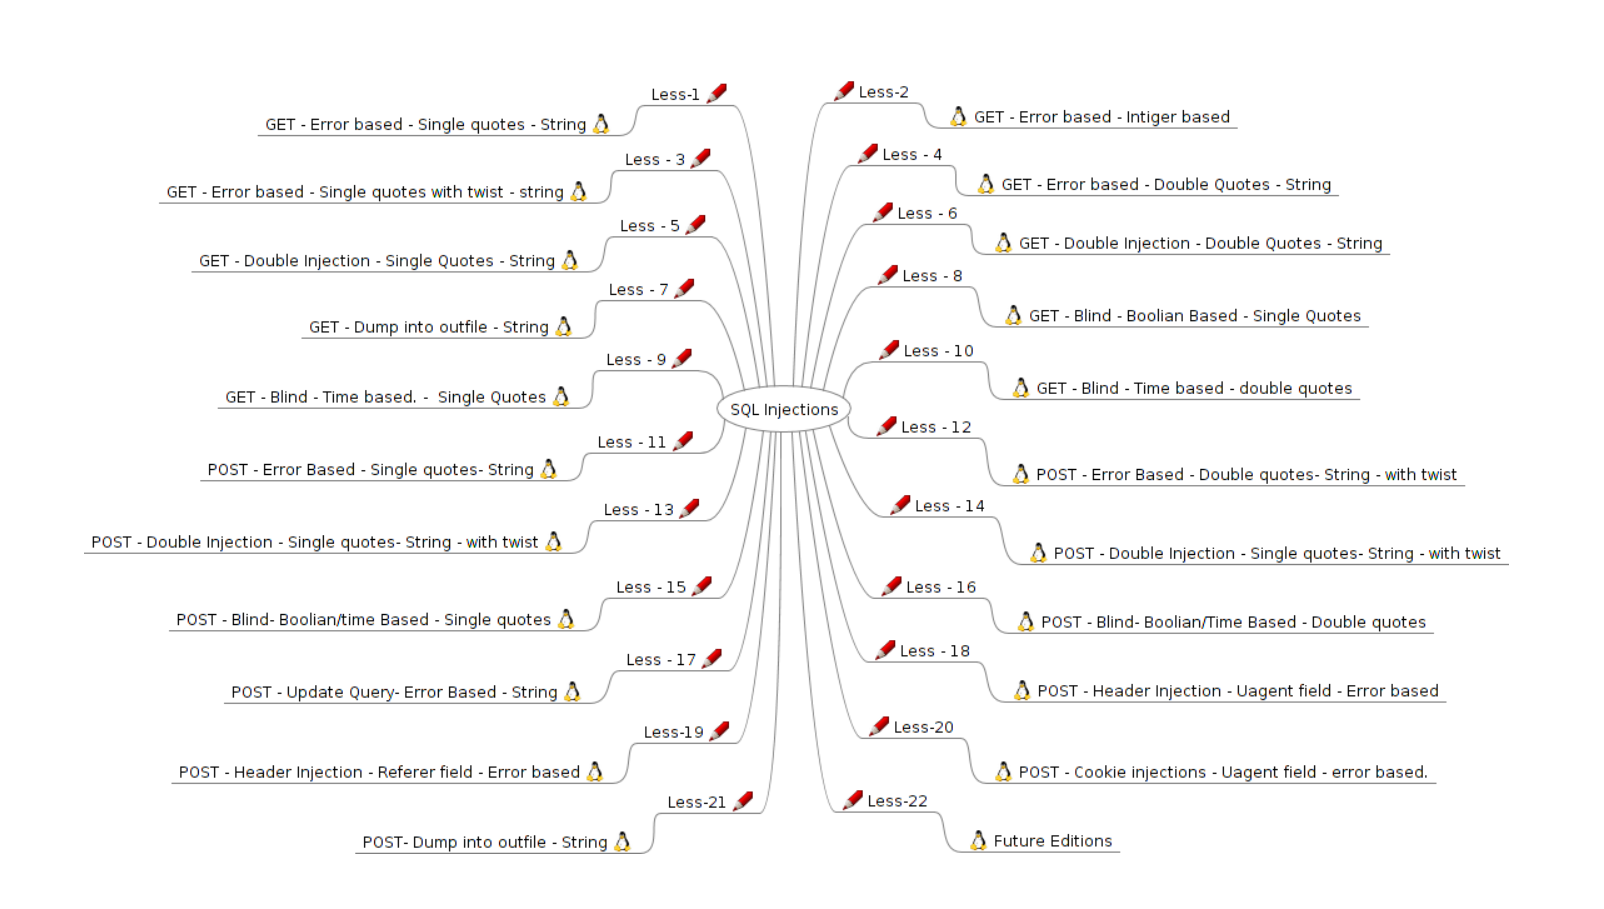 Less-1
GET - Error based - Single quotes - String
Less - 3
GET - Error based - Single quotes with twist - string
Less - 5
GET - Double Injection - Single Quotes - String
Less - 7
GET - Dump into outfile - String
Less - 9
GET - Blind - Time based. -  Single Quotes
Less - 11
POST - Error Based - Single quotes- String
Less - 13
POST - Double Injection - Single quotes- String - with twist
Less - 15
POST - Blind- Boolian/time Based - Single quotes
Less - 17
POST - Update Query- Error Based - String
Less-19
POST - Header Injection - Referer field - Error based
Less-21
POST- Dump into outfile - String
SQL Injections
Less-2
GET - Error based - Intiger based
Less - 4
GET - Error based - Double Quotes - String
Less - 6
GET - Double Injection - Double Quotes - String
Less - 8
GET - Blind - Boolian Based - Single Quotes
Less - 10
GET - Blind - Time based - double quotes
Less - 12
POST - Error Based - Double quotes- String - with twist
Less - 14
POST - Double Injection - Single quotes- String - with twist
Less - 16
POST - Blind- Boolian/Time Based - Double quotes
Less - 18
POST - Header Injection - Uagent field - Error based
Less-20
POST - Cookie injections - Uagent field - error based.
Less-22
Future Editions